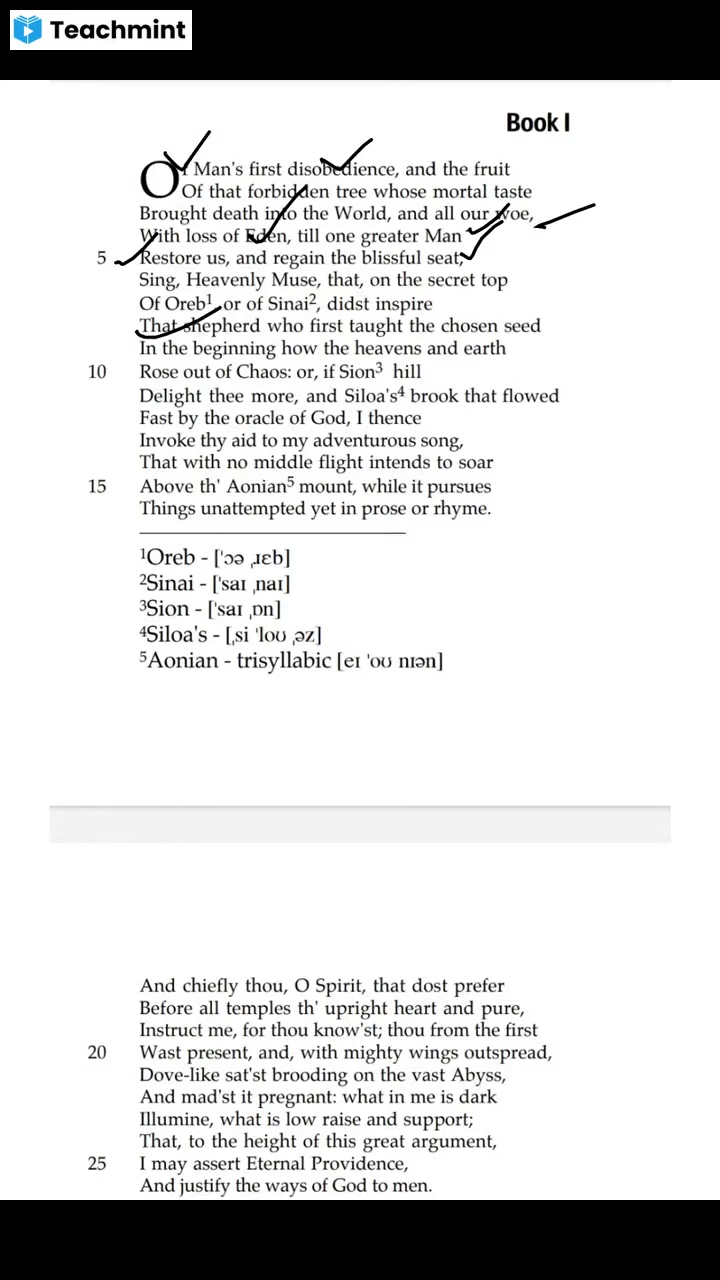 Teachmint
Book I
Of Man's first disobedience, and the fruit
Of that forbidden tree whose mortal taste
Brought death into the World, and all our woe,
With loss of Eden, till one greater Man
5 Restore us, and regain the blissful seat,
Sing, Heavenly Muse, that, on the secret top
Of Oreb¹, or of Sinai², didst inspire
That shepherd who first taught the chosen seed
In the beginning how the heavens and earth
10 Rose out of Chaos: or, if Sion³ hill
Delight thee more, and Siloa's⁴ brook that flowed
Fast by the oracle of God, I thence
Invoke thy aid to my adventurous song,
That with no middle flight intends to soar
15 Above th' Aonian⁵ mount, while it pursues
Things unattempted yet in prose or rhyme.
¹Oreb - [ˈɔə ˌɹɛb]
²Sinai - [ˈsaɪ ˌnaɪ]
³Sion - [ˈsaɪ ˌɒn]
⁴Siloa's - [ˌsi ˈloʊ ˌəz]
⁵Aonian - trisyllabic [eɪ ˈoʊ nɪən]
And chiefly thou, O Spirit, that dost prefer
Before all temples th' upright heart and pure,
Instruct me, for thou know'st; thou from the first
20 Wast present, and, with mighty wings outspread,
Dove-like sat'st brooding on the vast Abyss,
And mad'st it pregnant: what in me is dark
Illumine, what is low raise and support;
That, to the height of this great argument,
25 I may assert Eternal Providence,
And justify the ways of God to men.